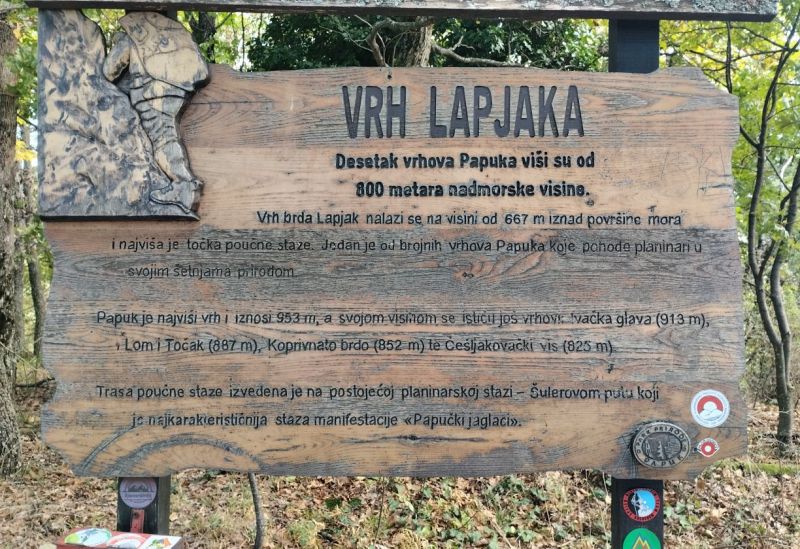 VRH LAPJAKA
Desetak vrhova Papuka viši su od
800 metara nadmorske visine.
Vrh brda Lapjak nalazi se na visini od 667 m iznad površine mora
i najviša je točka poučne staze. Jedan je od brojnih vrhova Papuka koje pohode planinari u
svojim šetnjama prirodom
Papuk je najviši vrh i iznosi 953 m, a svojom visinom se ističu još vrhovi: Ivačka glava (913 m),
Lom i Točak (887 m), Koprivnato brdo (852 m) te Češljakovački vis (825 m).
Trasa poučne staze izvedena je na postojećoj planinarskoj stazi – Šulerovom putu koji
je najkarakterističnija staza manifestacije «Papučki jaglaci».
PARK PRIRODE
PAPUK